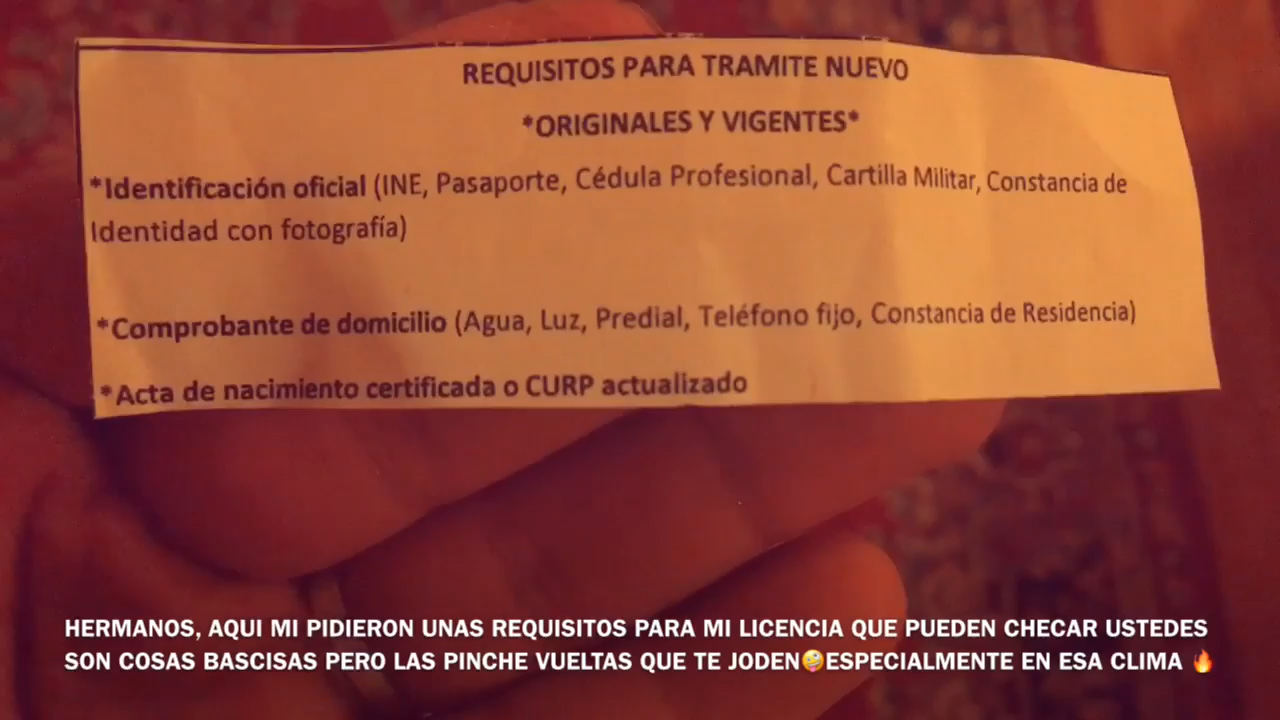 REQUISITOS PARA TRAMITE NUEVO
*ORIGINALES Y VIGENTES*
*Identificación oficial (INE, Pasaporte, Cédula Profesional, Cartilla Militar, Constancia de
Identidad con fotografía)
*Comprobante de domicilio (Agua, Luz, Predial, Teléfono fijo, Constancia de Residencia)
*Acta de nacimiento certificada o CURP actualizado
HERMANOS, AQUI MI PIDIERON UNAS REQUISITOS PARA MI LICENCIA QUE PUEDEN CHECAR USTEDES
SON COSAS BASCISAS PERO LAS PINCHE VUELTAS QUE TE JODEN🤪ESPECIALMENTE EN ESA CLIMA 🔥